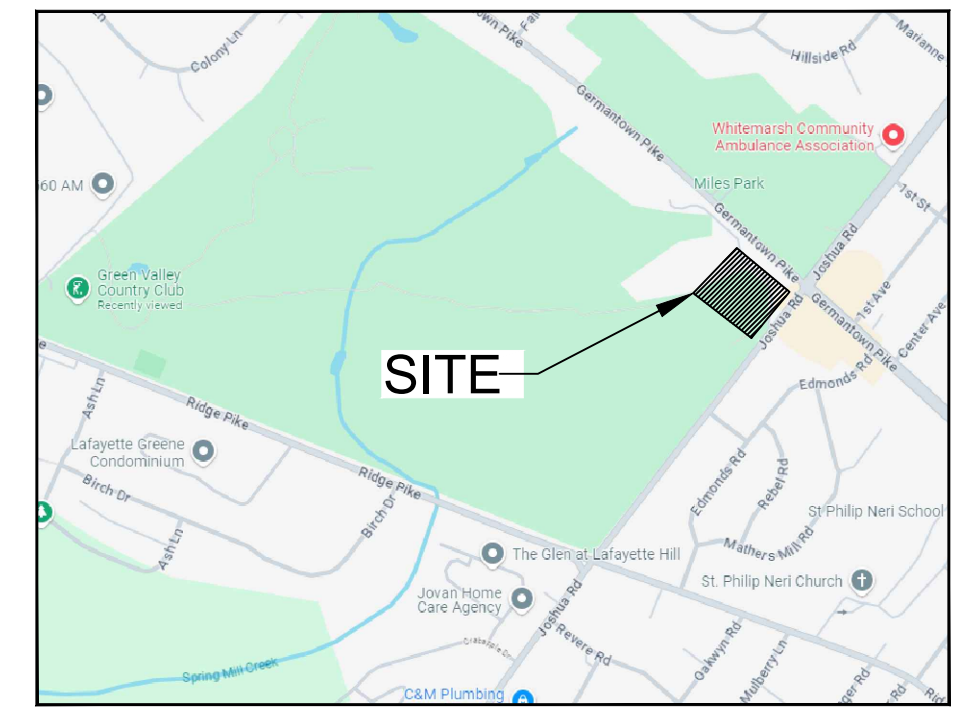 Colony Ln
Pike
Germantown Pike
Hillside Rd
Marianne
Whitemarsh Community
Ambulance Association
60 AM
Miles Park
1st St
Germantown Pike
Joshua Rd
Green Valley
Country Club
Recently viewed
SITE
Joshua Rd
Germantown Pike
1st Ave
Center Ave
Edmonds Rd
Ash Ln
Ridge Pike
Lafayette Greene
Condominium
Birch Dr
Ridge Pike
Birch Dr
Edmonds Rd
Rebel Rd
St Philip Neri School
Mathers Mill Rd
Ash Ln
The Glen at Lafayette Hill
St. Philip Neri Church
Jovan Home
Care Agency
Joshua Rd
Revere Rd
Oakwyn Rd
Mulberry Ln
Spring Mill Creek
C&M Plumbing
Rd